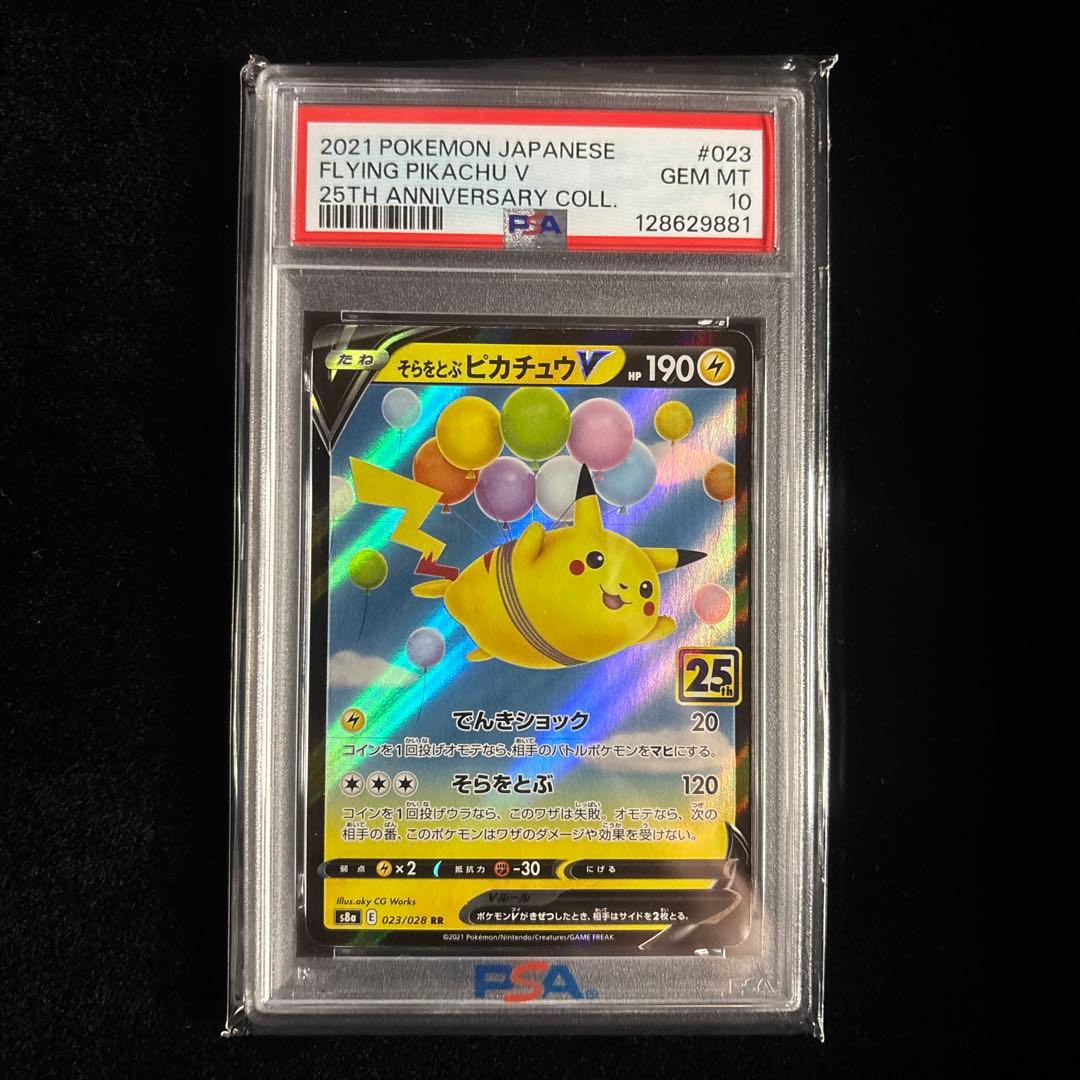 2021 POKEMON JAPANESE #023
FLYING PIKACHU V GEM MT
25TH ANNIVERSARY COLL. 10
PSA 128629881
たね そらをとぶピカチュウV HP 190
25th
でんきショック 20
コインを1回投げオモテなら、相手のバトルポケモンをマヒにする。
そらをとぶ 120
コインを1回投げウラなら、このワザは失敗。オモテなら、次の
相手の番、このポケモンはワザのダメージや効果を受けない。
弱点 ×2 抵抗力 -30 にげる
Illus.aky CG Works
Vルール
s8a E 023/028 RR ポケモンVがきぜつしたとき、相手はサイドを2枚とる。
©2021 Pokémon/Nintendo/Creatures/GAME FREAK
PSA®
PSA